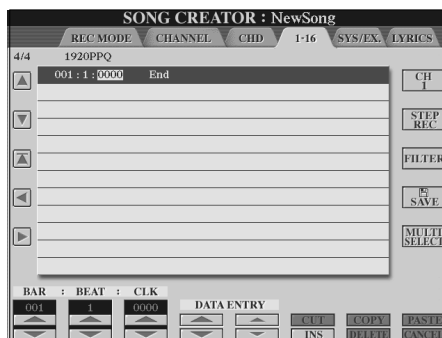 SONG CREATOR : NewSong
REC MODE CHANNEL CHD 1-16 SYS/EX. LYRICS
4/4 1920PPQ
001 : 1 : 0000 End
CH
1
STEP
REC
FILTER
SAVE
MULTI
SELECT
BAR : BEAT : CLK
001 1 0000 DATA ENTRY
CUT COPY PASTE
INS DELETE CANCEL